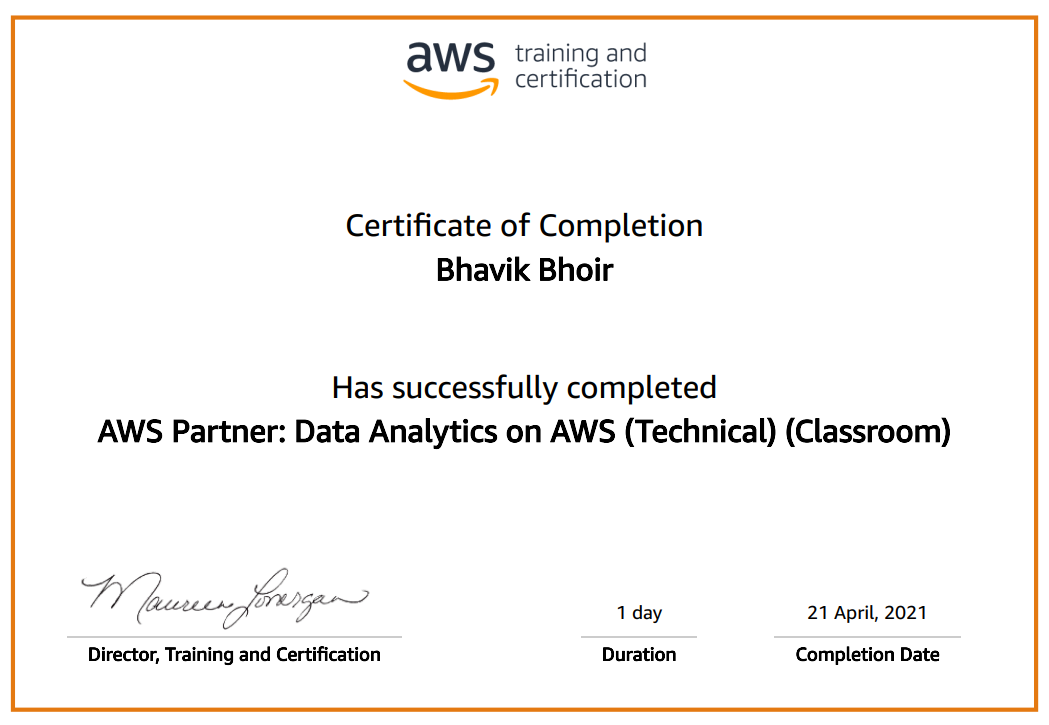 aws training and
certification
Certificate of Completion
Bhavik Bhoir
Has successfully completed
AWS Partner: Data Analytics on AWS (Technical) (Classroom)
Maureen Lonergan
1 day
21 April, 2021
Director, Training and Certification
Duration
Completion Date